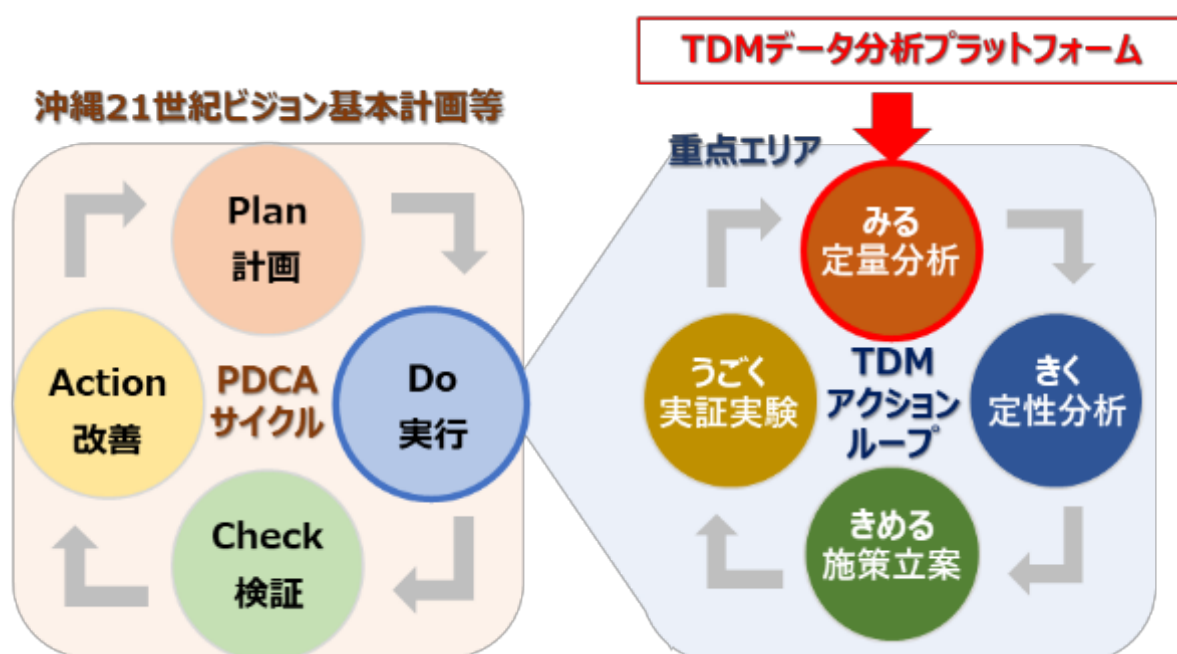 TDMデータ分析プラットフォーム
沖縄21世紀ビジョン基本計画等
Plan
計画
Do
実行
Check
検証
Action
改善
PDCA
サイクル
重点エリア
みる
定量分析
きく
定性分析
きめる
施策立案
うごく
実証実験
TDM
アクション
ループ